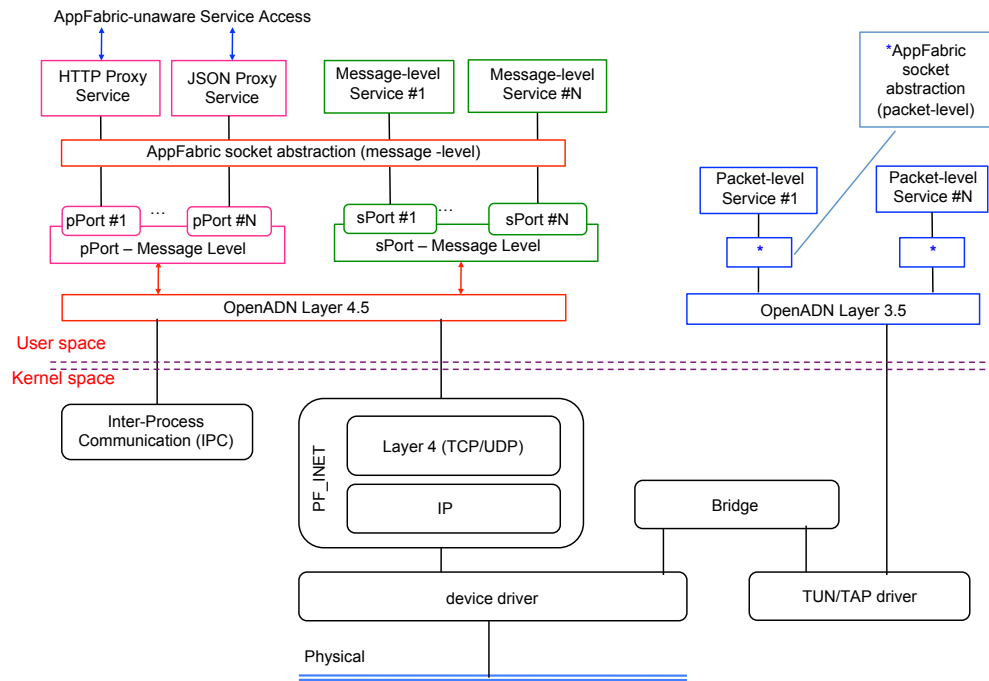 AppFabric-unaware Service Access
HTTP Proxy
Service
JSON Proxy
Service
Message-level
Service #1
Message-level
Service #N
*AppFabric
socket
abstraction
(packet-level)
AppFabric socket abstraction (message -level)
Packet-level
Service #1
Packet-level
Service #N
pPort #1
...
pPort #N
sPort #1
...
sPort #N
pPort – Message Level
sPort – Message Level
*
*
OpenADN Layer 4.5
OpenADN Layer 3.5
User space
Kernel space
Inter-Process
Communication (IPC)
PF_INET
Layer 4 (TCP/UDP)
IP
Bridge
device driver
TUN/TAP driver
Physical